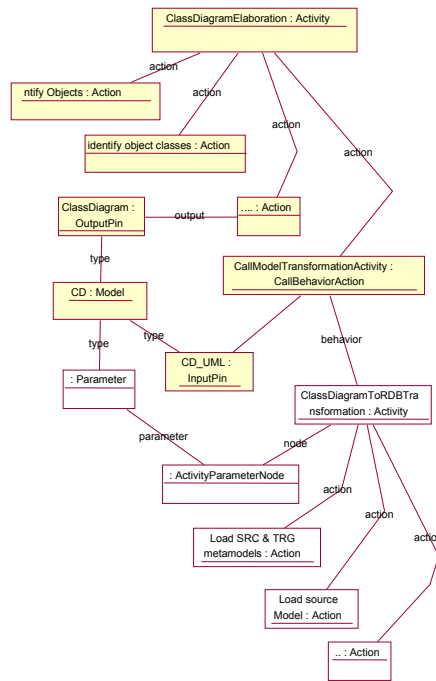 ClassDiagramElaboration : Activity
action
ntify Objects : Action
action
identify object classes : Action
action
action
ClassDiagram :
OutputPin
output
.... : Action
type
CallModelTransformationActivity :
CallBehaviorAction
CD : Model
type
type
CD_UML :
InputPin
behavior
: Parameter
ClassDiagramToRDBTra
nsformation : Activity
parameter
node
: ActivityParameterNode
action
action
Load SRC & TRG
metamodels : Action
actio
Load source
Model : Action
.. : Action